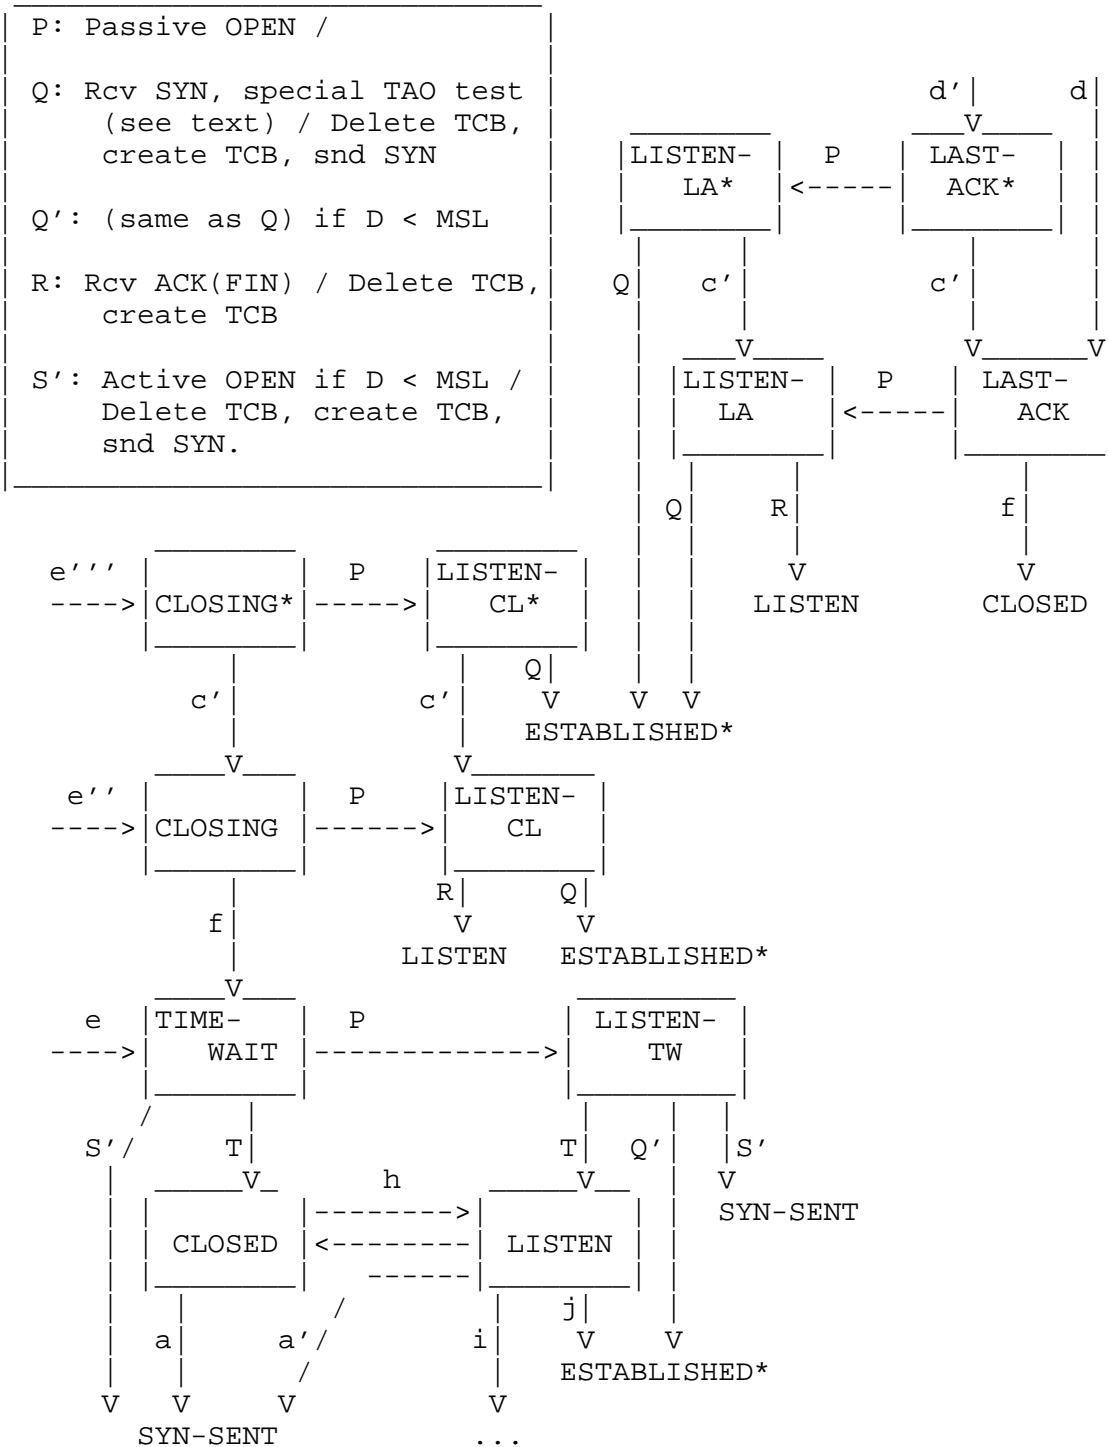 P: Passive OPEN /
Q: Rcv SYN, special TAO test
(see text) / Delete TCB,
create TCB, snd SYN
Q': (same as Q) if D < MSL
R: Rcv ACK(FIN) / Delete TCB,
create TCB
S': Active OPEN if D < MSL /
Delete TCB, create TCB,
snd SYN.
d' d
V
LISTEN- P LAST-
LA* <----- ACK*
Q c' c'
V V V
LISTEN- P LAST-
LA <----- ACK
Q R f
V V
LISTEN CLOSED
e''' P LISTEN-
----> CLOSING* -----> CL*
Q
c' c' V V V
ESTABLISHED*
V V
e'' P LISTEN-
----> CLOSING ------> CL
R Q
f V V
LISTEN ESTABLISHED*
V
e TIME- P LISTEN-
----> WAIT -------------> TW
S' T T Q' S'
V h V V
--------> SYN-SENT
CLOSED <-------- LISTEN
------
j
a a' i V V
ESTABLISHED*
V V V V
SYN-SENT ...